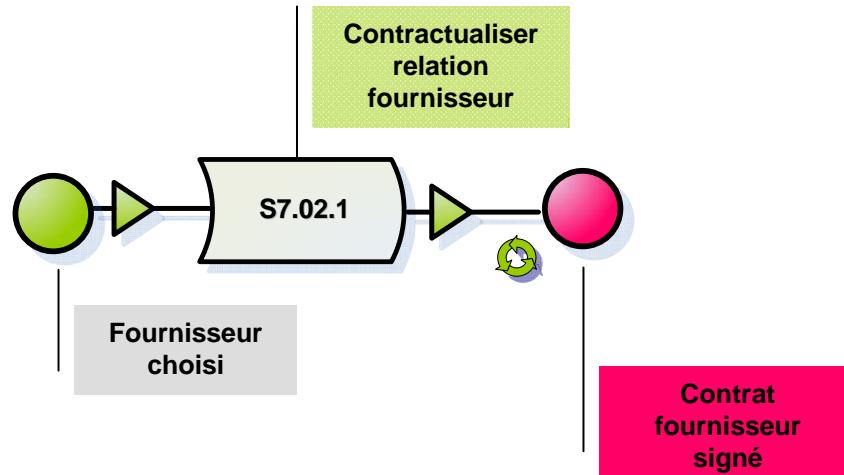 Contractualiser
relation
fournisseur
S7.02.1
Fournisseur
choisi
Contrat
fournisseur
signé